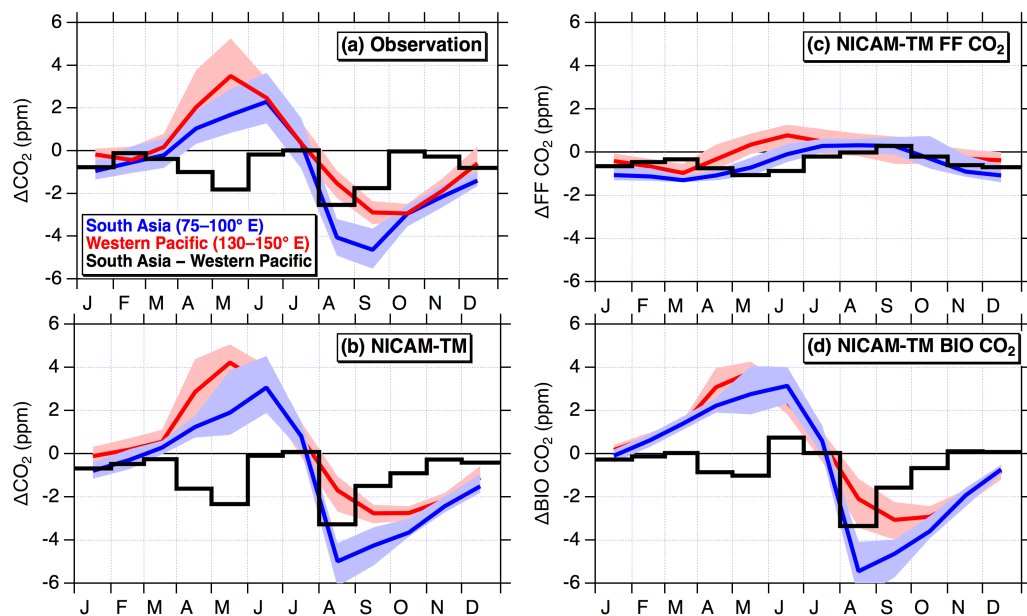 (a) Observation
ΔCO2 (ppm)
6
4
2
0
-2
-4
-6
South Asia (75–100° E)
Western Pacific (130–150° E)
South Asia – Western Pacific
J F M A M J J A S O N D
(c) NICAM-TM FF CO2
ΔFF CO2 (ppm)
6
4
2
0
-2
-4
-6
J F M A M J J A S O N D
(b) NICAM-TM
ΔCO2 (ppm)
6
4
2
0
-2
-4
-6
J F M A M J J A S O N D
(d) NICAM-TM BIO CO2
ΔBIO CO2 (ppm)
6
4
2
0
-2
-4
-6
J F M A M J J A S O N D